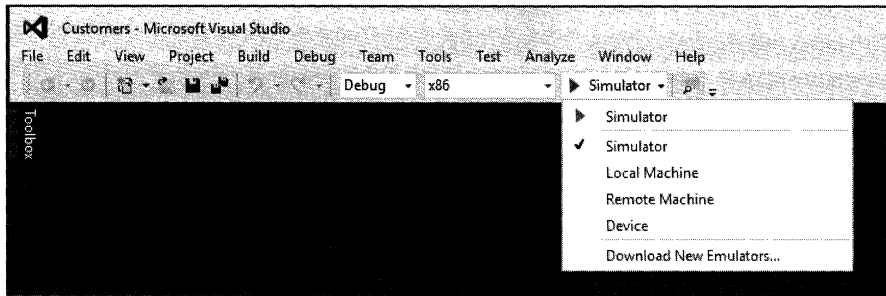 Customers - Microsoft Visual Studio
File Edit View Project Build Debug Team Tools Test Analyze Window Help
Debug x86 Simulator
Toolbox
Simulator
Simulator
Local Machine
Remote Machine
Device
Download New Emulators...